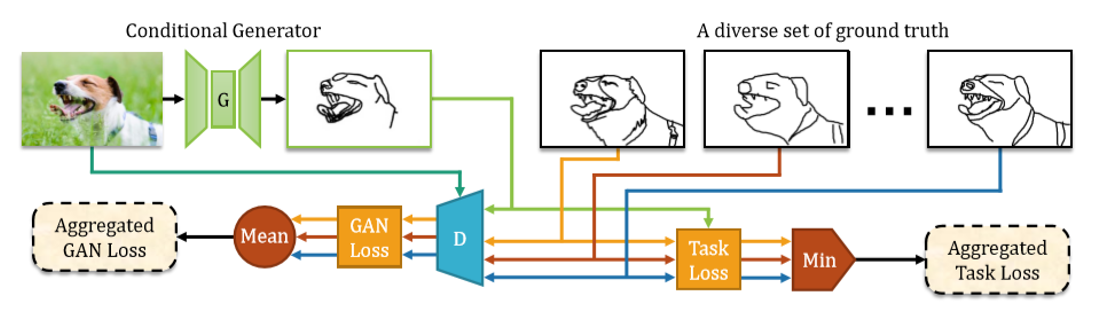 Conditional Generator
A diverse set of ground truth
G
Aggregated
GAN Loss
Mean
GAN
Loss
D
Task
Loss
Min
Aggregated
Task Loss